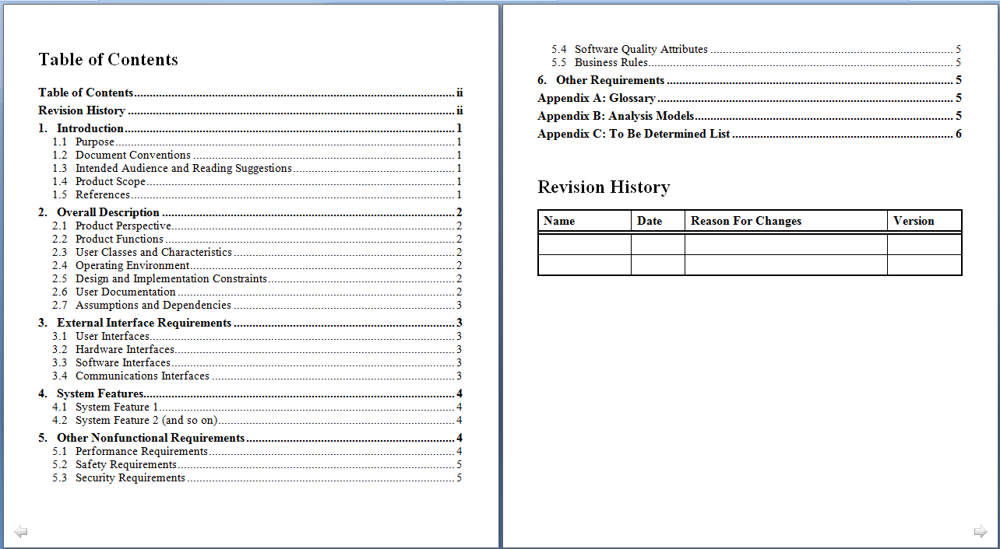 Table of Contents
Table of Contents ii
Revision History ii
1. Introduction 1
1.1 Purpose 1
1.2 Document Conventions 1
1.3 Intended Audience and Reading Suggestions 1
1.4 Product Scope 1
1.5 References 1
2. Overall Description 2
2.1 Product Perspective 2
2.2 Product Functions 2
2.3 User Classes and Characteristics 2
2.4 Operating Environment 2
2.5 Design and Implementation Constraints 2
2.6 User Documentation 2
2.7 Assumptions and Dependencies 3
3. External Interface Requirements 3
3.1 User Interfaces 3
3.2 Hardware Interfaces 3
3.3 Software Interfaces 3
3.4 Communications Interfaces 3
4. System Features 4
4.1 System Feature 1 4
4.2 System Feature 2 (and so on) 4
5. Other Nonfunctional Requirements 4
5.1 Performance Requirements 4
5.2 Safety Requirements 5
5.3 Security Requirements 5
5.4 Software Quality Attributes 5
5.5 Business Rules 5
6. Other Requirements 5
Appendix A: Glossary 5
Appendix B: Analysis Models 5
Appendix C: To Be Determined List 6
Revision History
Name Date Reason For Changes Version